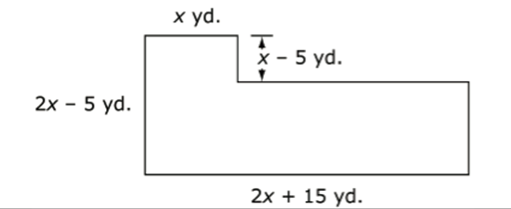 x yd.
x – 5 yd.
2x – 5 yd.
2x + 15 yd.